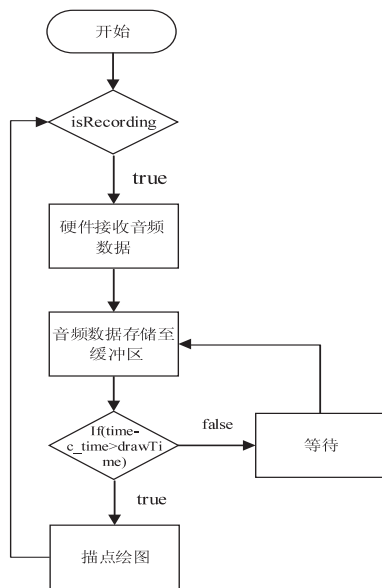 开始
isRecording
true
硬件接收音频
数据
音频数据存储至
缓冲区
If(time-
c_time>drawTi
me)
false
等待
true
描点绘图